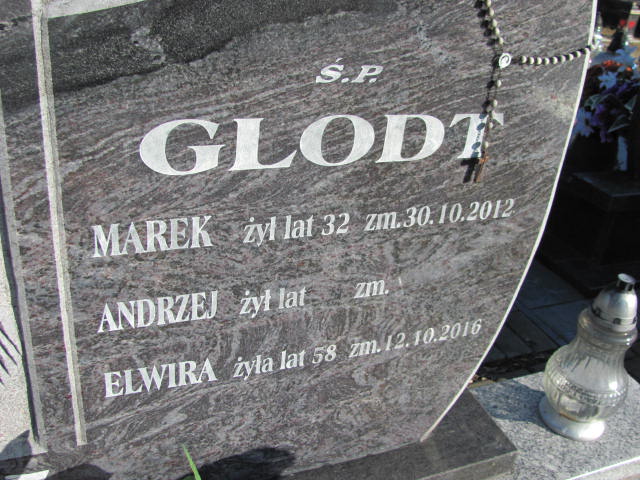 Ś.P.
GLODT
MAREK żył lat 32 zm.30.10.2012
ANDRZEJ żył lat zm.
ELWIRA żyła lat 58 zm.12.10.2016